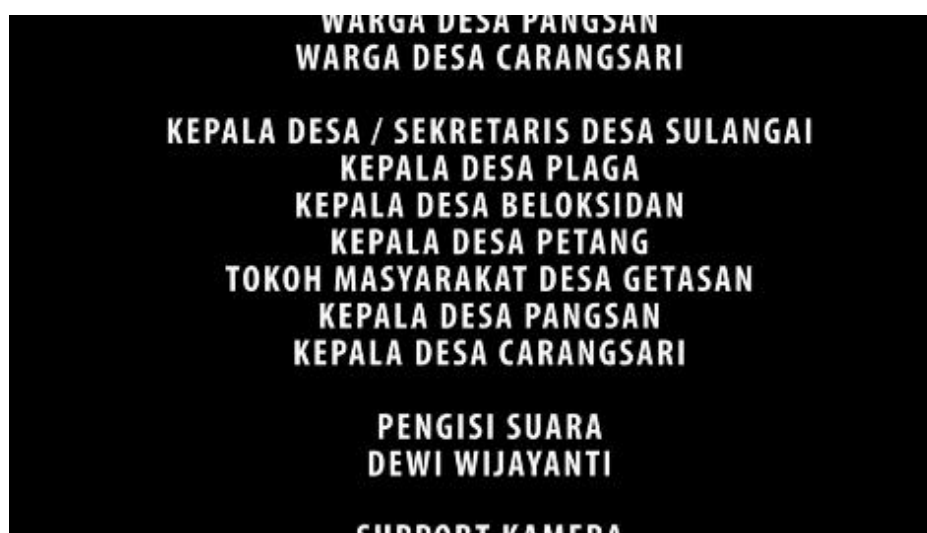 WARGA DESA PANGSAN
WARGA DESA CARANGSARI
KEPALA DESA / SEKRETARIS DESA SULANGAI
KEPALA DESA PLAGA
KEPALA DESA BELOKSIDAN
KEPALA DESA PETANG
TOKOH MASYARAKAT DESA GETASAN
KEPALA DESA PANGSAN
KEPALA DESA CARANGSARI
PENGISI SUARA
DEWI WIJAYANTI
SUPPORT KAMERA